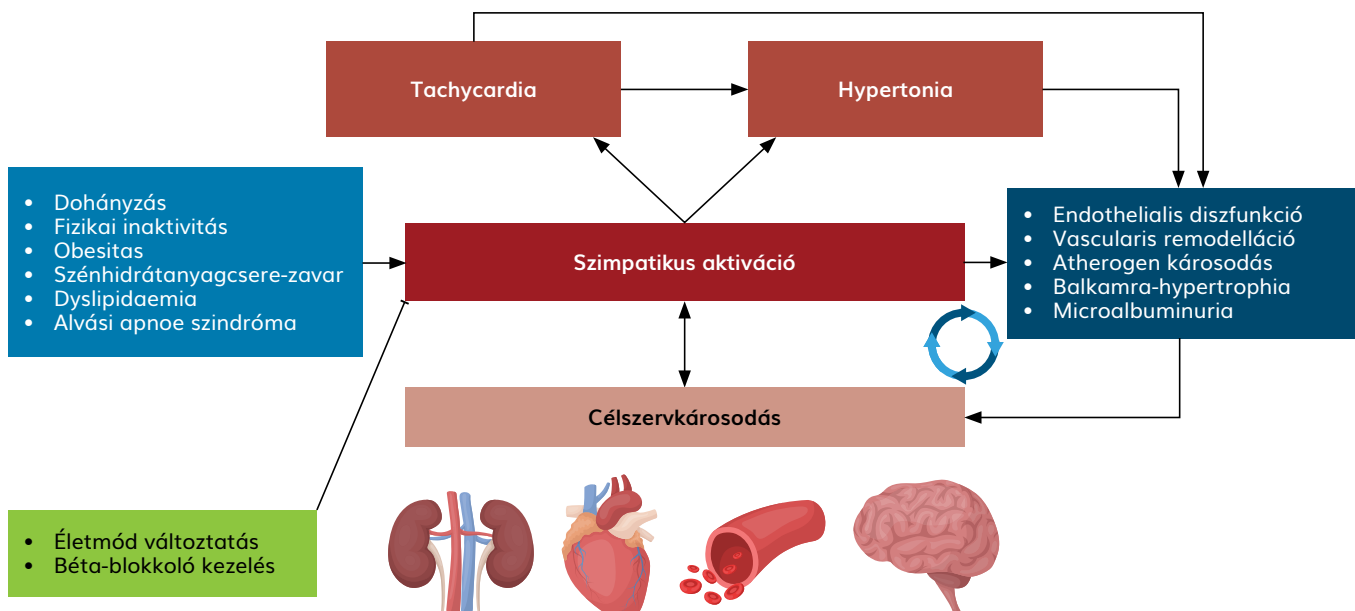 Tachycardia
Hypertonia
• Dohányzás
• Fizikai inaktivitás
• Obesitas
• Szénhidrátanyagcsere-zavar
• Dyslipidaemia
• Alvási apnoe szindróma
Szimpatikus aktiváció
• Endothelialis diszfunkció
• Vascularis remodelláció
• Atherogen károsodás
• Balkamra-hypertrophia
• Microalbuminuria
Célszervkárosodás
• Életmód változtatás
• Béta-blokkoló kezelés